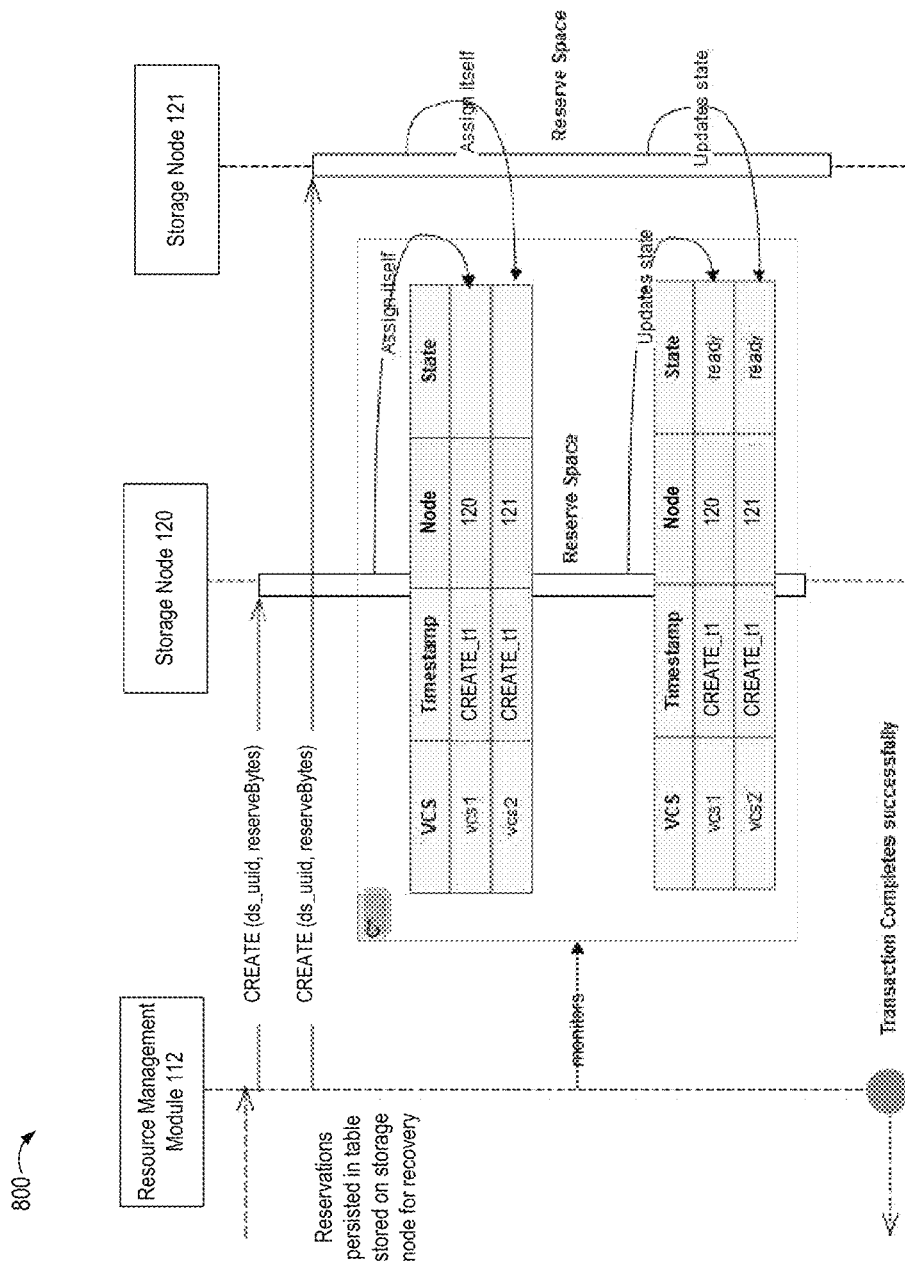 800
Resource Management
Module 112
Storage Node 120
Storage Node 121
CREATE (ds_uuid, reserveBytes)
CREATE (ds_uuid, reserveBytes)
Reservations
persisted in table
stored on storage
node for recovery
Assign itself
Assign itself
VCS Timestamp Node State
vcs1 CREATE_t1 120
vcs2 CREATE_t1 121
monitors
Reserve Space
Reserve Space
Updates state
Updates state
VCS Timestamp Node State
vcs1 CREATE_t1 120 ready
vcs2 CREATE_t1 121 ready
Transaction Completes successfully